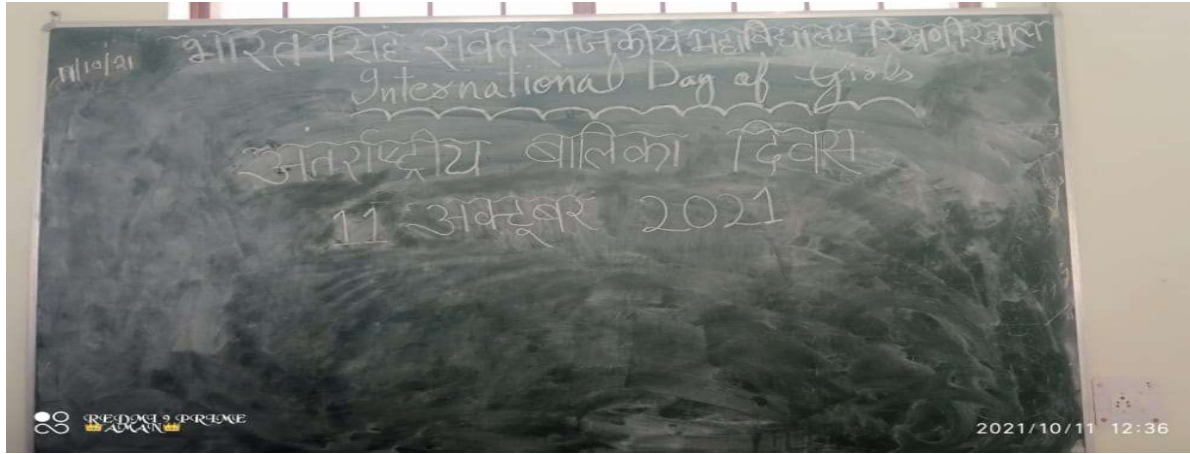 11/10/21
भारत सिंह रावत राजकीय महाविद्यालय रिखणीखाल
International Day of Girls
अंतर्राष्ट्रीय बालिका दिवस
11 अक्टूबर 2021
REDMI 9 PRIME
AMAN
2021/10/11 12:36